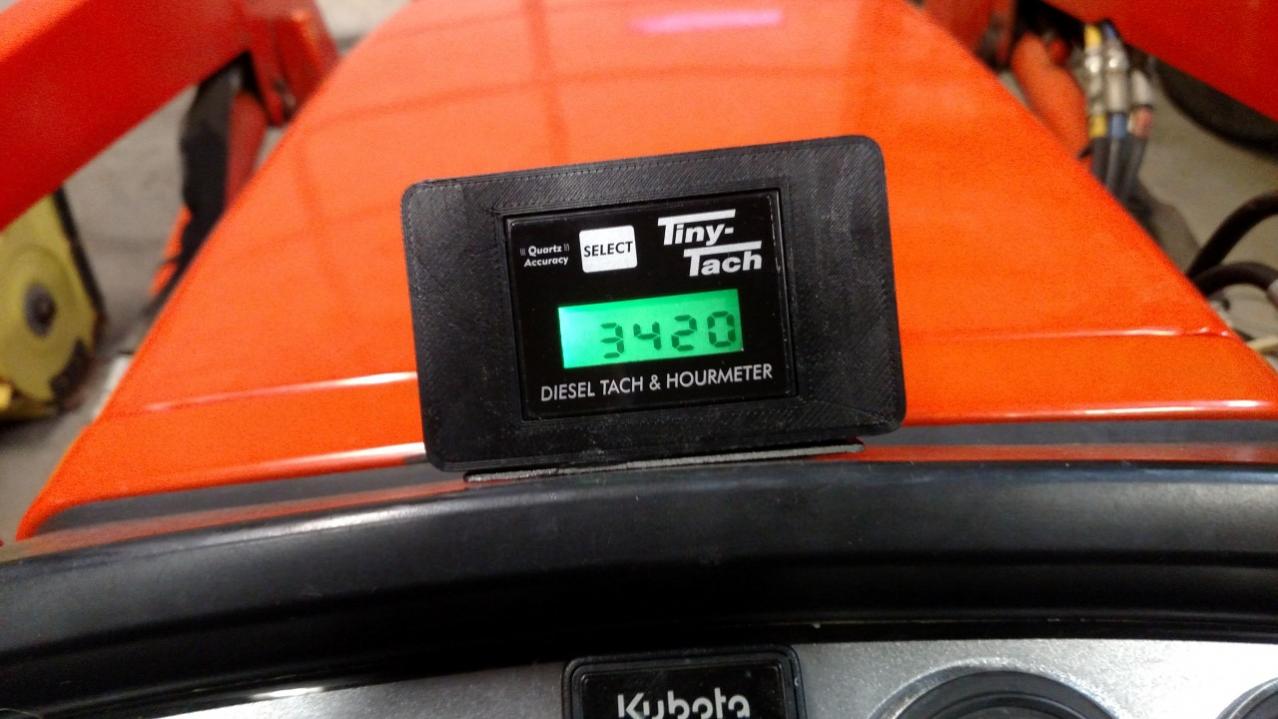 \\ Quartz \\
Accuracy
SELECT
Tiny-
Tach
3420
DIESEL TACH & HOURMETER
Kubota